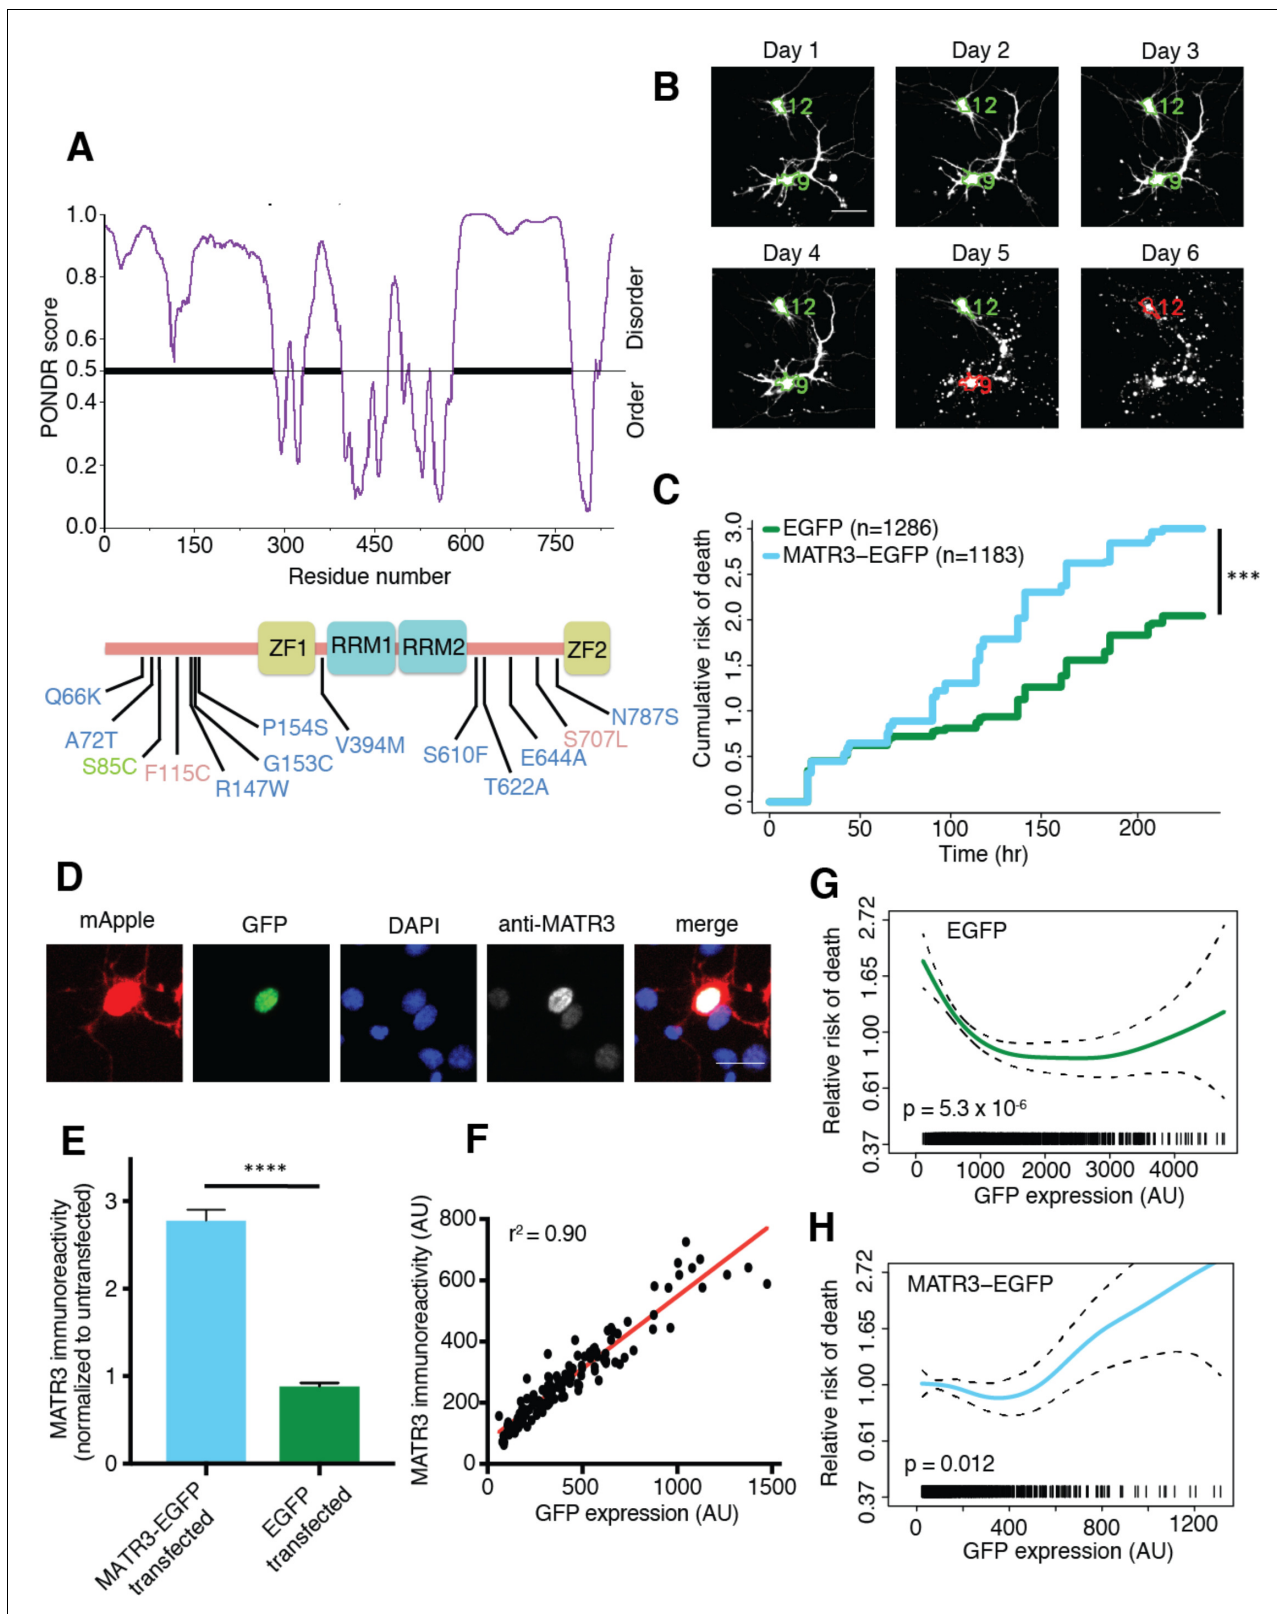 A
PONDR score
1.0
0.8
0.6
0.5
0.4
0.2
0.0
Disorder
Order
0 150 300 450 600 750
Residue number
ZF1 RRM1 RRM2 ZF2
Q66K
A72T
S85C
F115C
R147W
G153C
P154S
V394M
S610F
T622A
E644A
S707L
N787S
B
Day 1 Day 2 Day 3
12 12 12
9 9 9
Day 4 Day 5 Day 6
12 12 12
9 9
C
Cumulative risk of death
3.0
2.5
2.0
1.5
1.0
0.5
0.0
EGFP (n=1286)
MATR3–EGFP (n=1183)
***
0 50 100 150 200
Time (hr)
D
mApple GFP DAPI anti-MATR3 merge
E
MATR3 immunoreactivity
(normalized to untransfected)
3
2
1
0
****
MATR3-EGFP
transfected
EGFP
transfected
F
MATR3 immunoreactivity (AU)
800
600
400
200
0
r² = 0.90
0 500 1000 1500
GFP expression (AU)
G
Relative risk of death
2.72
1.65
1.00
0.61
0.37
EGFP
p = 5.3 x 10⁻⁶
0 1000 2000 3000 4000
GFP expression (AU)
H
Relative risk of death
2.72
1.65
1.00
0.61
0.37
MATR3–EGFP
p = 0.012
0 400 800 1200
GFP expression (AU)